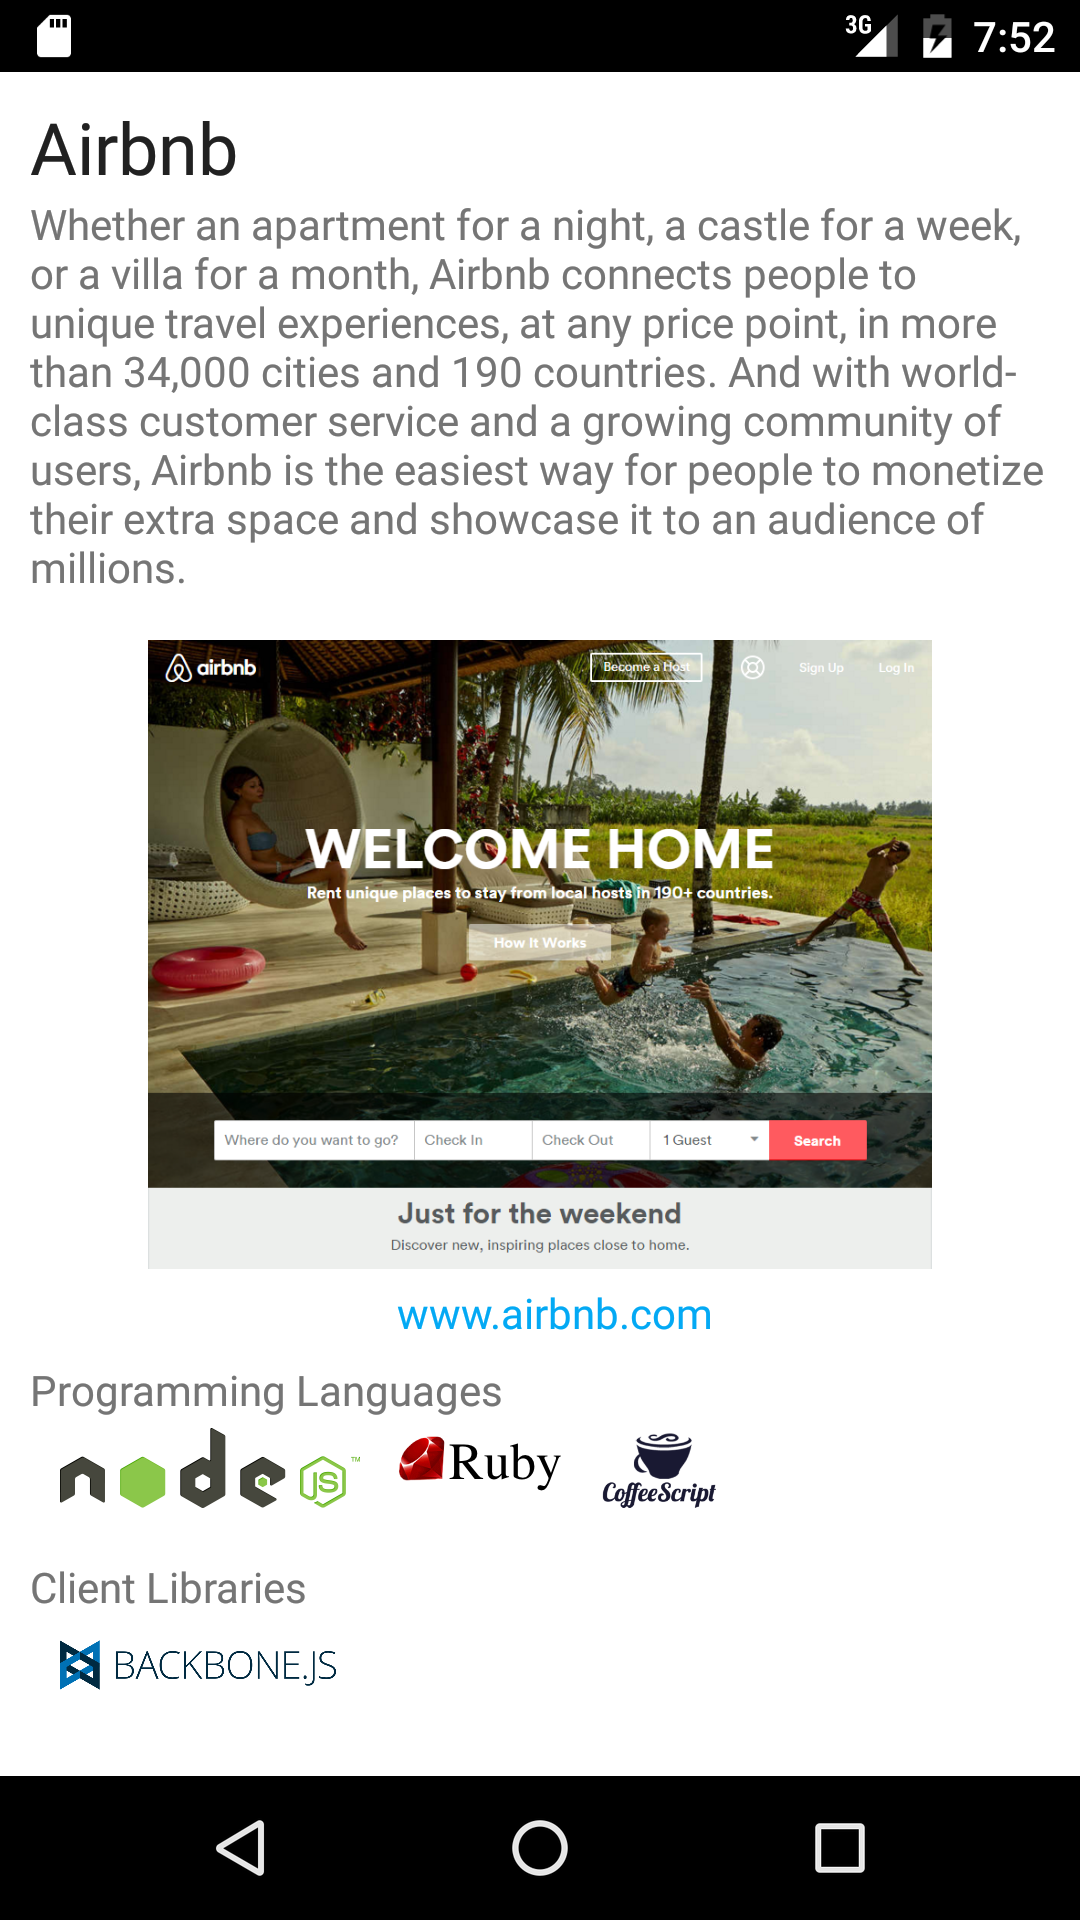 3G 7:52
Airbnb
Whether an apartment for a night, a castle for a week,
or a villa for a month, Airbnb connects people to
unique travel experiences, at any price point, in more
than 34,000 cities and 190 countries. And with world-
class customer service and a growing community of
users, Airbnb is the easiest way for people to monetize
their extra space and showcase it to an audience of
millions.
airbnb Become a Host Sign Up Log In
WELCOME HOME
Rent unique places to stay from local hosts in 190+ countries.
How It Works
Where do you want to go? Check In Check Out 1 Guest Search
Just for the weekend
Discover new, inspiring places close to home.
www.airbnb.com
Programming Languages
node JS™ Ruby CoffeeScript
Client Libraries
BACKBONE.JS